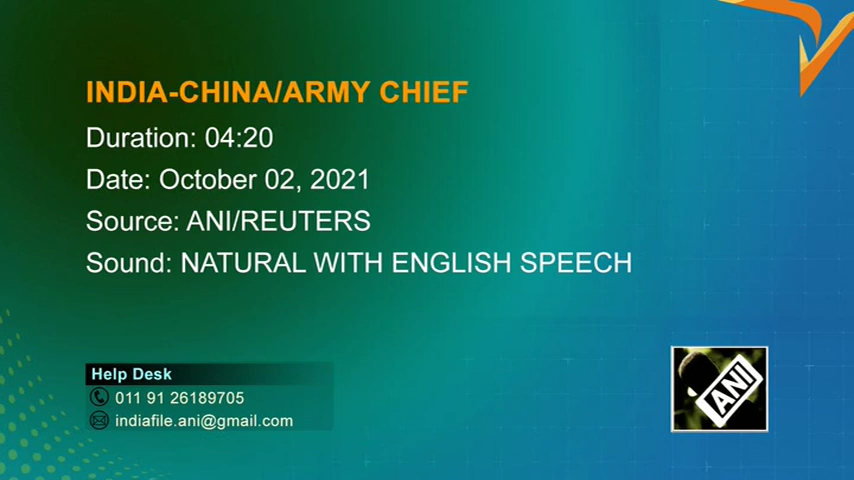 INDIA-CHINA/ARMY CHIEF
Duration: 04:20
Date: October 02, 2021
Source: ANI/REUTERS
Sound: NATURAL WITH ENGLISH SPEECH
Help Desk
011 91 26189705
indiafile.ani@gmail.com
ANI